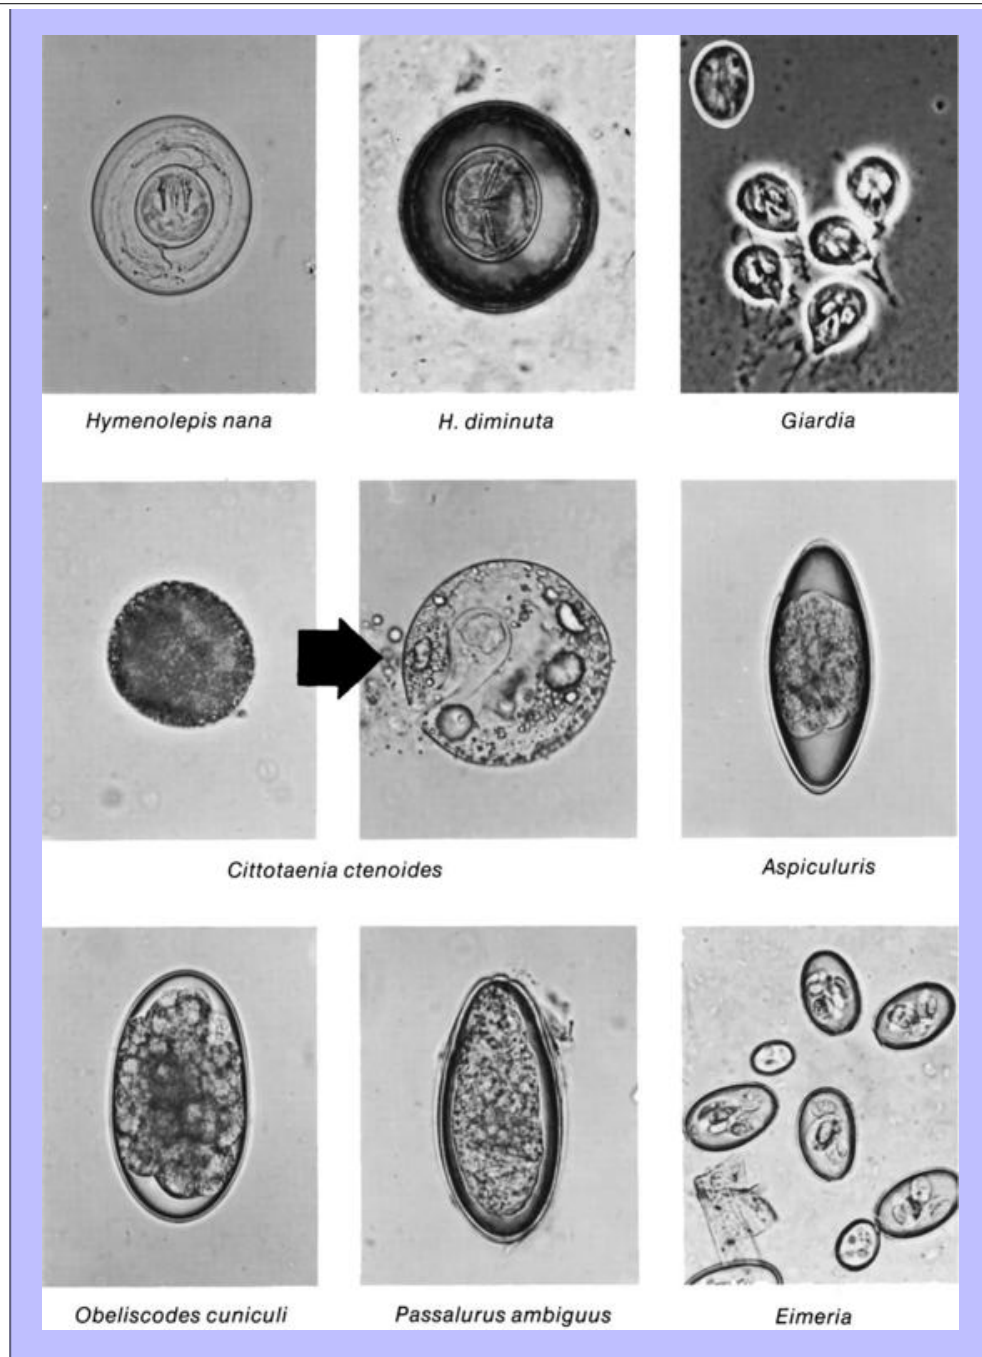 Hymenolepis nana
H. diminuta
Giardia
Cittotaenia ctenoides
Aspiculuris
Obeliscodes cuniculi
Passalurus ambiguus
Eimeria